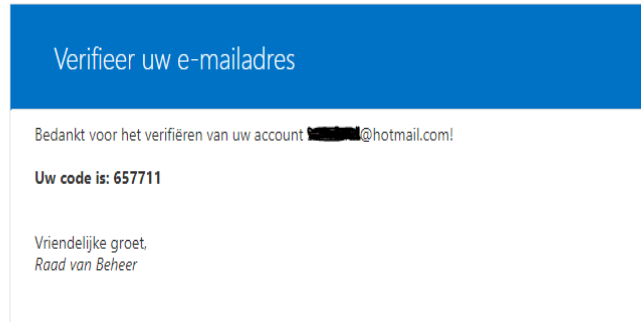 Verifieer uw e-mailadres
Bedankt voor het verifiëren van uw account @hotmail.com!
Uw code is: 657711
Vriendelijke groet,
Raad van Beheer